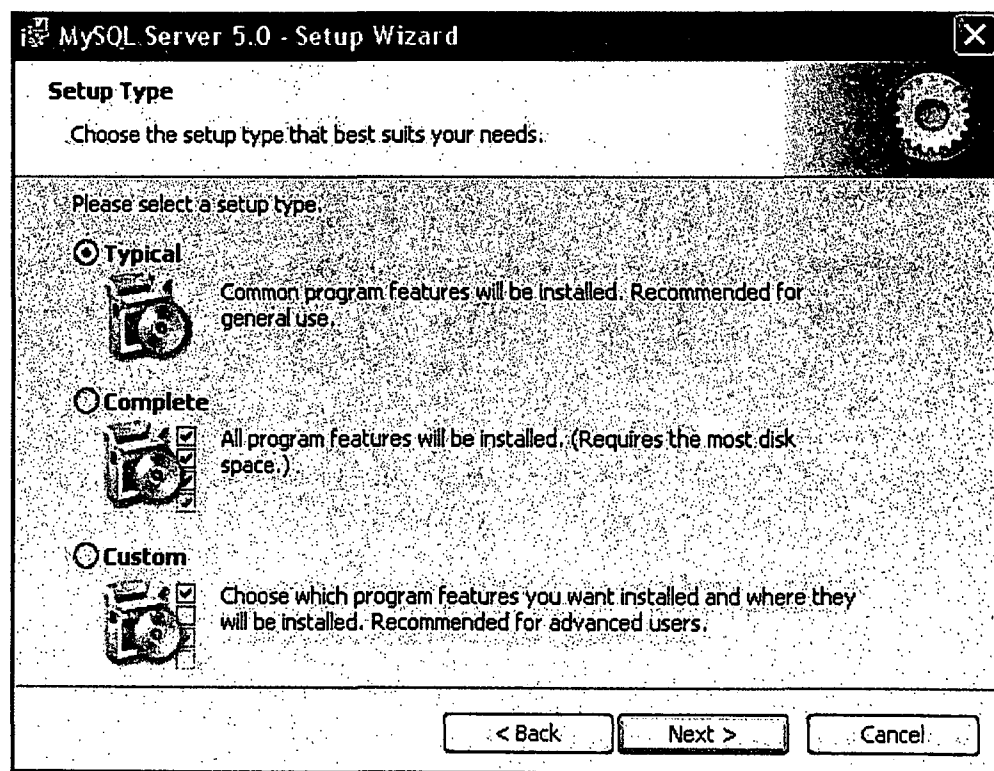 MySQL Server 5.0 - Setup Wizard
Setup Type
Choose the setup type that best suits your needs.
Please select a setup type.
Typical
Common program features will be installed. Recommended for
general use.
Complete
All program features will be installed. (Requires the most disk
space.)
Custom
Choose which program features you want installed and where they
will be installed. Recommended for advanced users.
< Back
Next >
Cancel